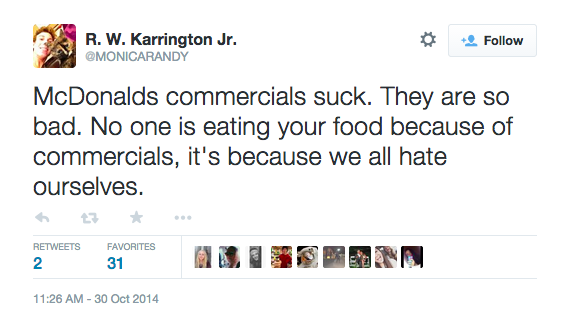 R. W. Karrington Jr.
@MONICARANDY
Follow
McDonalds commercials suck. They are so
bad. No one is eating your food because of
commercials, it's because we all hate
ourselves.
RETWEETS FAVORITES
2 31
11:26 AM - 30 Oct 2014